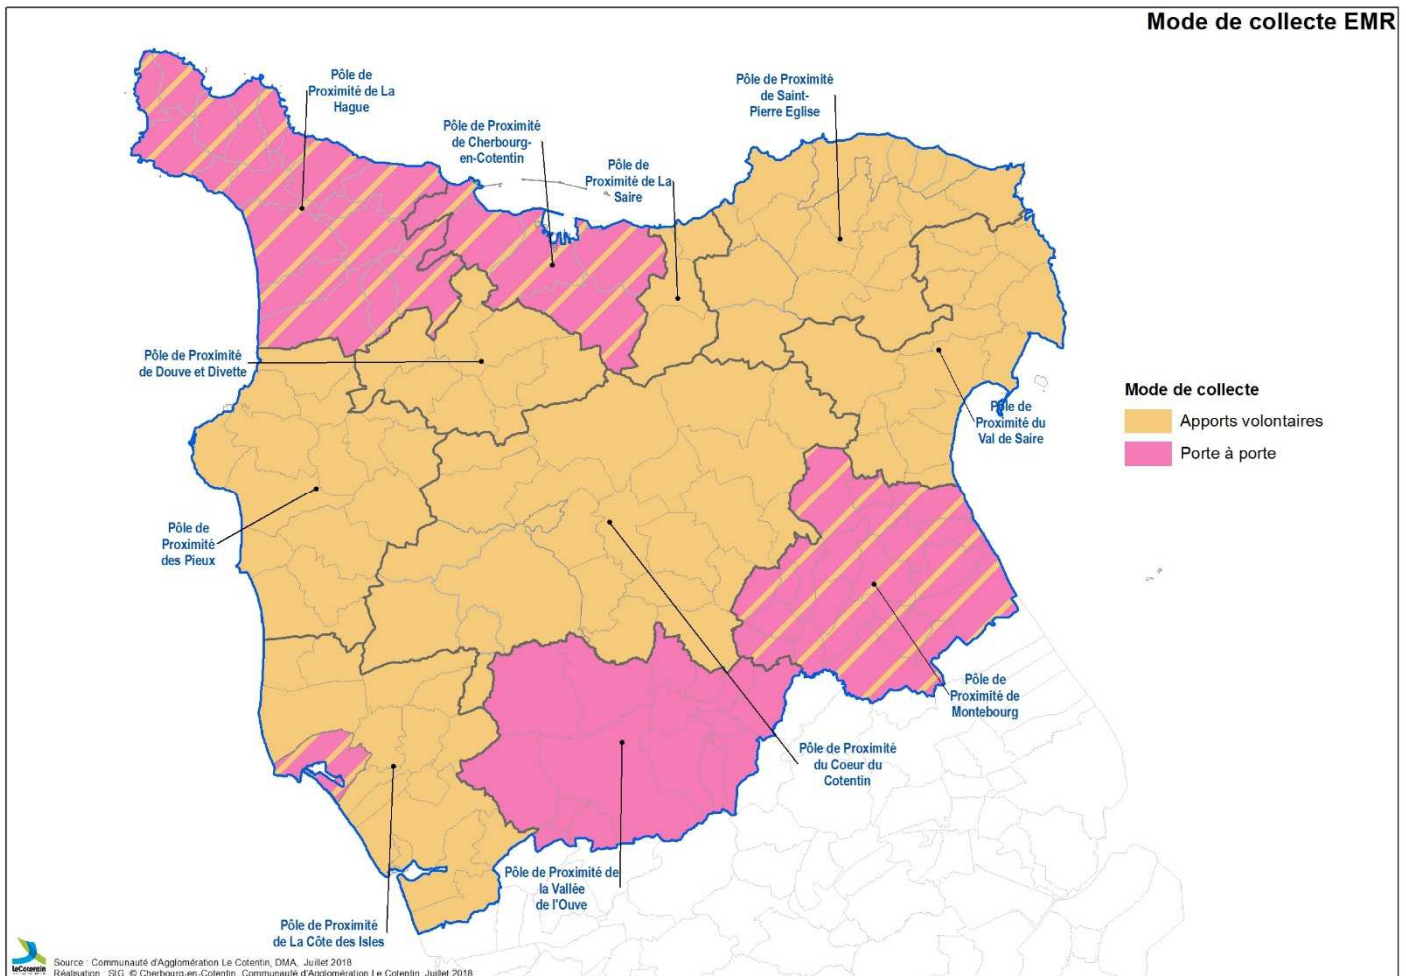 Mode de collecte EMR
Pôle de
Proximité de La
Hague
Pôle de Proximité
de Cherbourg-
en-Cotentin
Pôle de
Proximité de La
Saire
Pôle de Proximité
de Saint-
Pierre Eglise
Pôle de Proximité
de Douve et Divette
Pôle de
Proximité du
Val de Saire
Mode de collecte
Apports volontaires
Porte à porte
Pôle de
Proximité
des Pieux
Pôle de
Proximité de
Montebourg
Pôle de Proximité
du Coeur du
Cotentin
Pôle de Proximité de
la Vallée
de l'Ouve
Pôle de Proximité
de La Côte des Isles
leCotentin
Source : Communauté d'Agglomération Le Cotentin, DMA, Juillet 2018
Réalisation : SIG © Cherbourg-en-Cotentin, Communauté d'Agglomération Le Cotentin, Juillet 2018